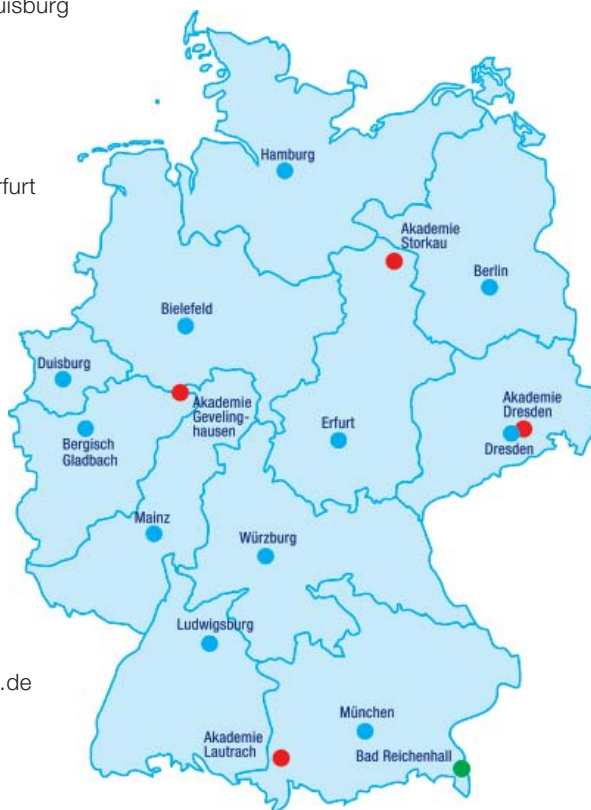 uisburg
Hamburg
rfurt
Akademie
Storkau
Berlin
Bielefeld
Duisburg
Akademie
Geveling-
hausen
Akademie
Dresden
Erfurt
Bergisch
Gladbach
Dresden
Mainz
Würzburg
Ludwigsburg
.de
München
Akademie
Lautrach
Bad Reichenhall